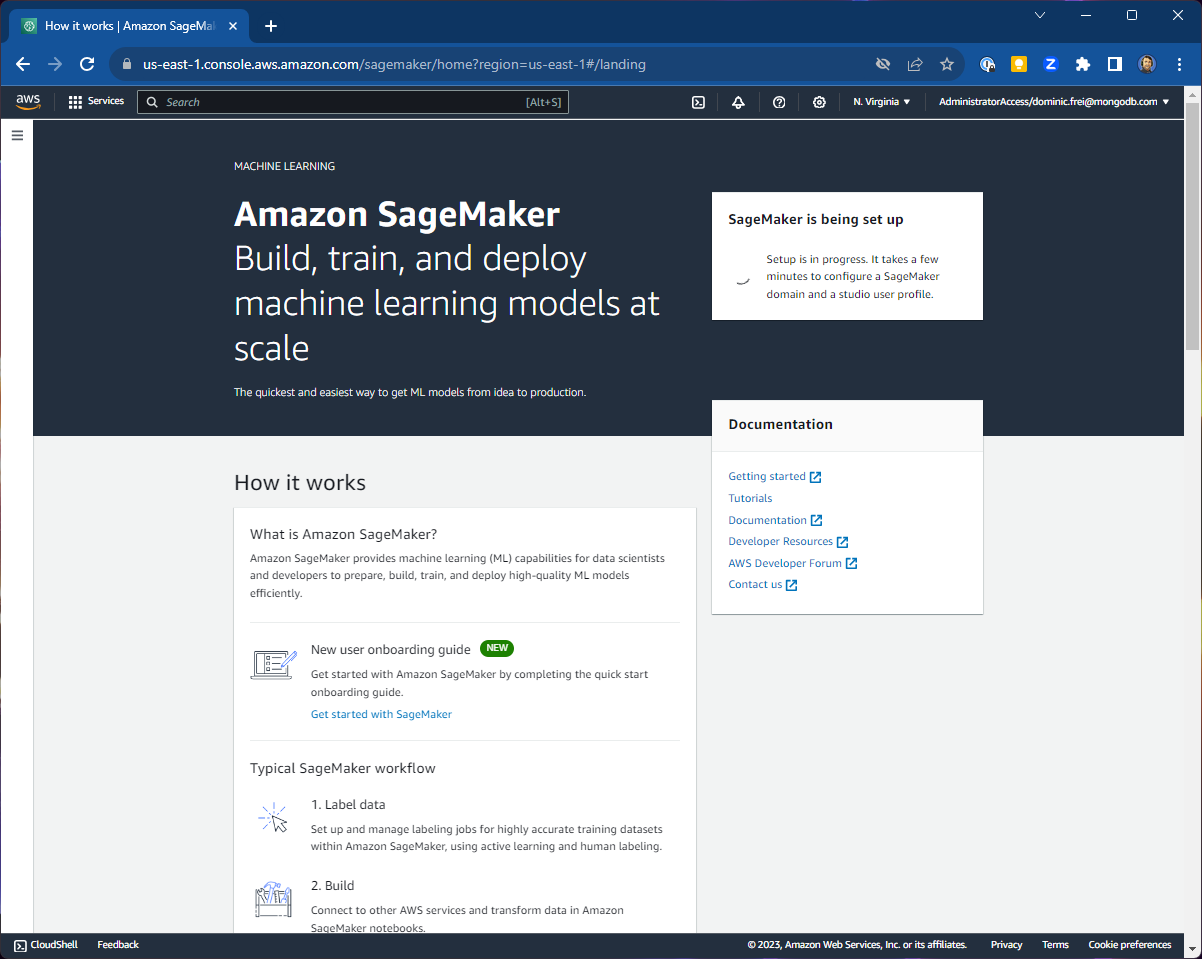 How it works | Amazon SageMa
us-east-1.console.aws.amazon.com/sagemaker/home?region=us-east-1#/landing
aws
Services
Search
[Alt+S]
N. Virginia
AdministratorAccess/dominic.frei@mongodb.com
MACHINE LEARNING
Amazon SageMaker
Build, train, and deploy
machine learning models at
scale
The quickest and easiest way to get ML models from idea to production.
SageMaker is being set up
Setup is in progress. It takes a few
minutes to configure a SageMaker
domain and a studio user profile.
Documentation
Getting started
Tutorials
Documentation
Developer Resources
AWS Developer Forum
Contact us
How it works
What is Amazon SageMaker?
Amazon SageMaker provides machine learning (ML) capabilities for data scientists
and developers to prepare, build, train, and deploy high-quality ML models
efficiently.
New user onboarding guide NEW
Get started with Amazon SageMaker by completing the quick start
onboarding guide.
Get started with SageMaker
Typical SageMaker workflow
1. Label data
Set up and manage labeling jobs for highly accurate training datasets
within Amazon SageMaker, using active learning and human labeling.
2. Build
Connect to other AWS services and transform data in Amazon
SageMaker notebooks.
CloudShell
Feedback
© 2023, Amazon Web Services, Inc. or its affiliates.
Privacy
Terms
Cookie preferences